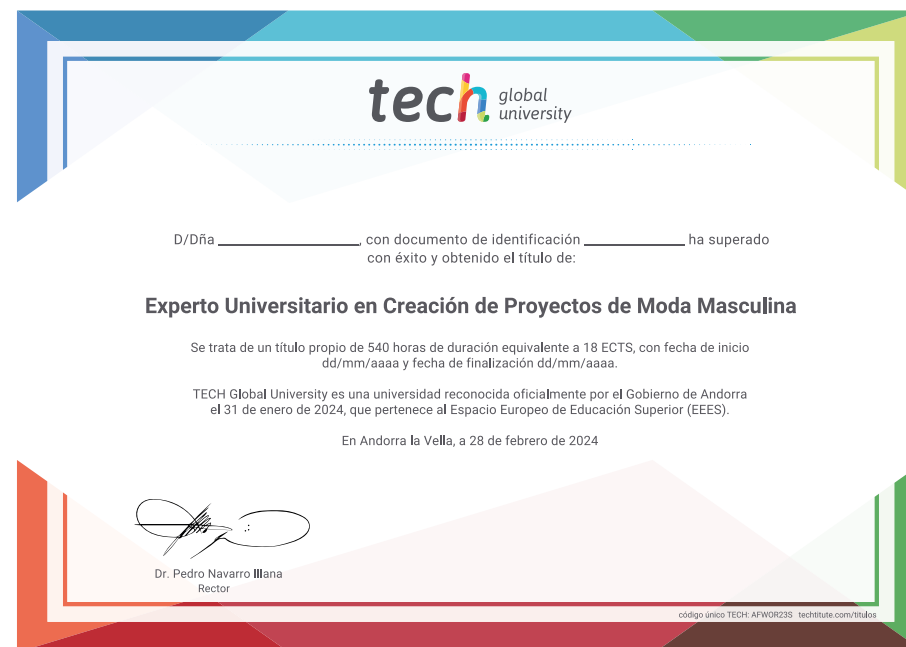 tech global
university
D/Dña ____________________, con documento de identificación ______________ ha superado
con éxito y obtenido el título de:
Experto Universitario en Creación de Proyectos de Moda Masculina
Se trata de un título propio de 540 horas de duración equivalente a 18 ECTS, con fecha de inicio
dd/mm/aaaa y fecha de finalización dd/mm/aaaa.
TECH Global University es una universidad reconocida oficialmente por el Gobierno de Andorra
el 31 de enero de 2024, que pertenece al Espacio Europeo de Educación Superior (EEES).
En Andorra la Vella, a 28 de febrero de 2024
Dr. Pedro Navarro Illana
Rector
código único TECH: AFWOR23S techtitute.com/titulos